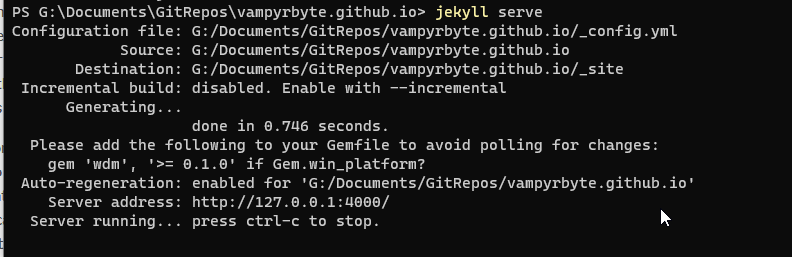 PS G:\Documents\GitRepos\vampyrbyte.github.io> jekyll serve
Configuration file: G:/Documents/GitRepos/vampyrbyte.github.io/_config.yml
Source: G:/Documents/GitRepos/vampyrbyte.github.io
Destination: G:/Documents/GitRepos/vampyrbyte.github.io/_site
Incremental build: disabled. Enable with --incremental
Generating...
done in 0.746 seconds.
Please add the following to your Gemfile to avoid polling for changes:
gem 'wdm', '>= 0.1.0' if Gem.win_platform?
Auto-regeneration: enabled for 'G:/Documents/GitRepos/vampyrbyte.github.io'
Server address: http://127.0.0.1:4000/
Server running... press ctrl-c to stop.